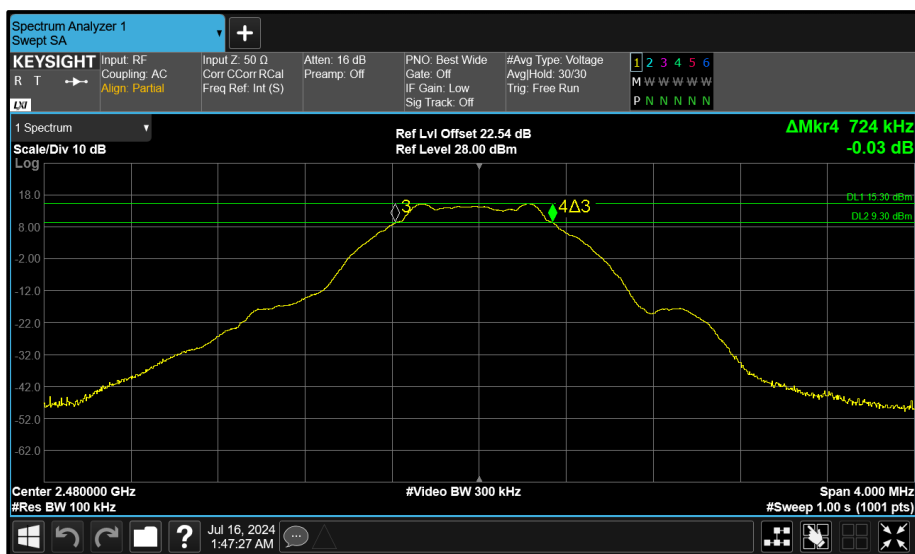 Spectrum Analyzer 1
Swept SA
KEYSIGHT
R T
LXI
Input: RF
Coupling: AC
Align: Partial
Input Z: 50 Ω
Corr CCorr RCal
Freq Ref: Int (S)
Atten: 16 dB
Preamp: Off
PNO: Best Wide
Gate: Off
IF Gain: Low
Sig Track: Off
#Avg Type: Voltage
Avg|Hold: 30/30
Trig: Free Run
1 2 3 4 5 6
M W W W W W
P N N N N N
1 Spectrum
Scale/Div 10 dB
Log
Ref Lvl Offset 22.54 dB
Ref Level 28.00 dBm
ΔMkr4 724 kHz
-0.03 dB
18.0
8.00
-2.00
-12.0
-22.0
-32.0
-42.0
-52.0
-62.0
3
4Δ3
DL1 15.30 dBm
DL2 9.30 dBm
Center 2.480000 GHz
#Res BW 100 kHz
#Video BW 300 kHz
Span 4.000 MHz
#Sweep 1.00 s (1001 pts)
?
Jul 16, 2024
1:47:27 AM